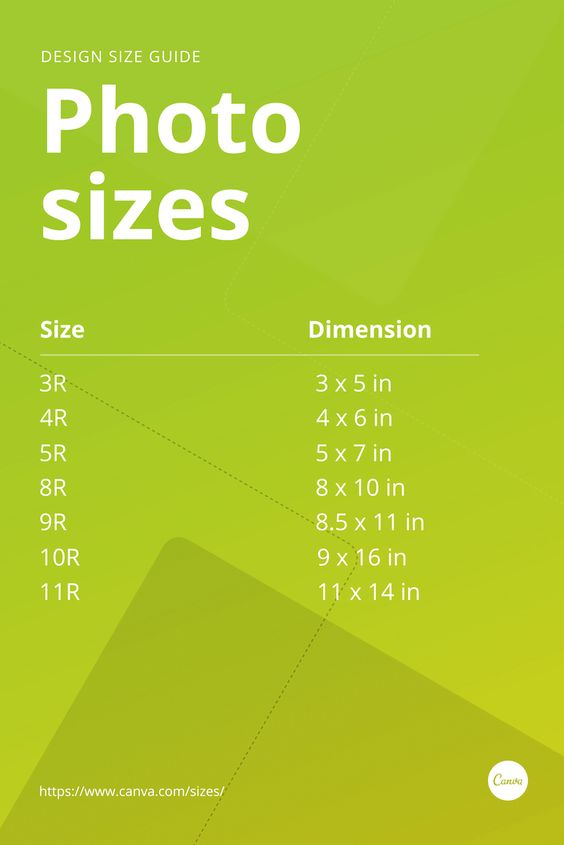 DESIGN SIZE GUIDE
Photo
sizes
Size Dimension
3R 3 x 5 in
4R 4 x 6 in
5R 5 x 7 in
8R 8 x 10 in
9R 8.5 x 11 in
10R 9 x 16 in
11R 11 x 14 in
https://www.canva.com/sizes/ Canva